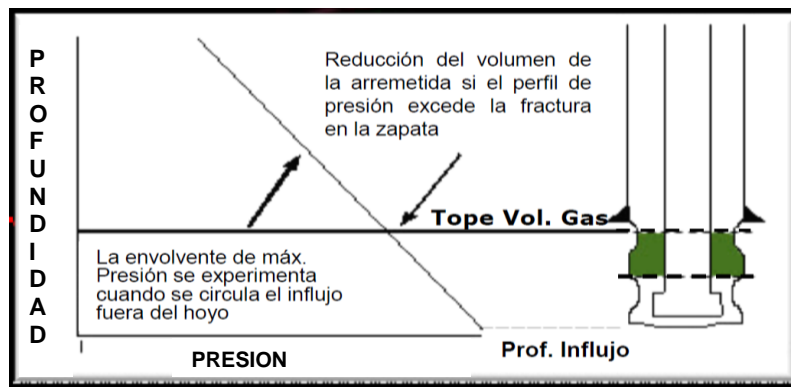 PROFUNDIDAD
Reducción del volumen de
la arremetida si el perfil de
presión excede la fractura
en la zapata
Tope Vol. Gas
La envolvente de máx.
Presión se experimenta
cuando se circula el influjo
fuera del hoyo
Prof. Influjo
PRESION